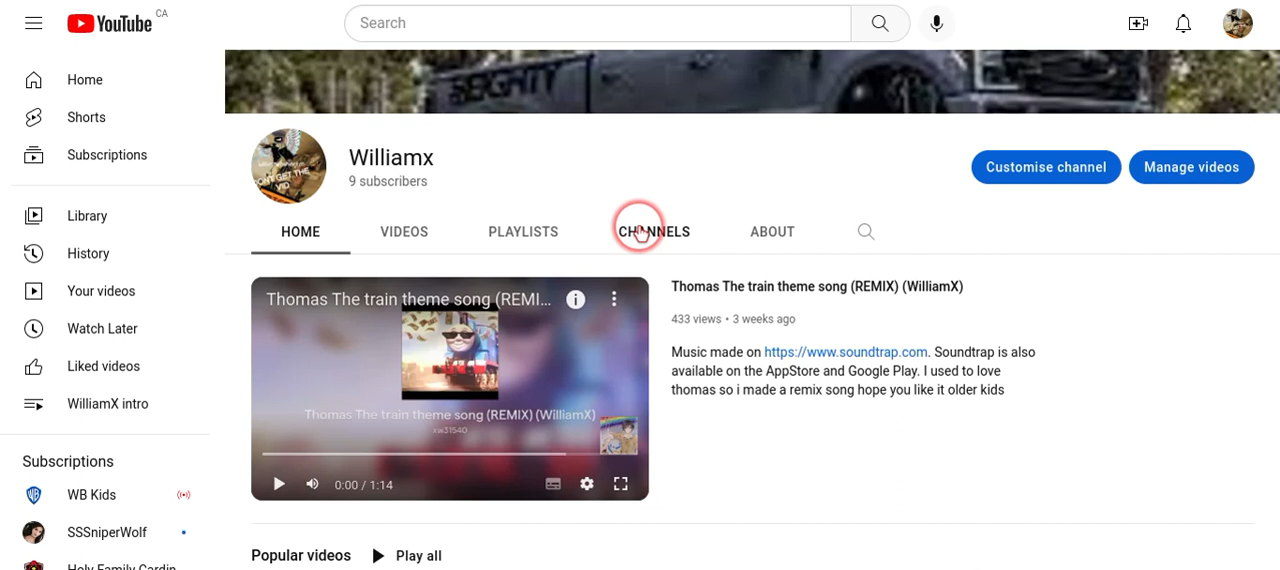 YouTube CA
Search
Home
Shorts
Subscriptions
Library
History
Your videos
Watch Later
Liked videos
WilliamX intro
Subscriptions
WB Kids
SSSniperWolf
Holy Family Cardin
Williamx
9 subscribers
Customise channel
Manage videos
HOME VIDEOS PLAYLISTS CHANNELS ABOUT
Thomas The train theme song (REMI...
Thomas The train theme song (REMIX) (WilliamX)
xw31540
0:00 / 1:14
Thomas The train theme song (REMIX) (WilliamX)
433 views • 3 weeks ago
Music made on https://www.soundtrap.com. Soundtrap is also
available on the AppStore and Google Play. I used to love
thomas so i made a remix song hope you like it older kids
Popular videos
Play all